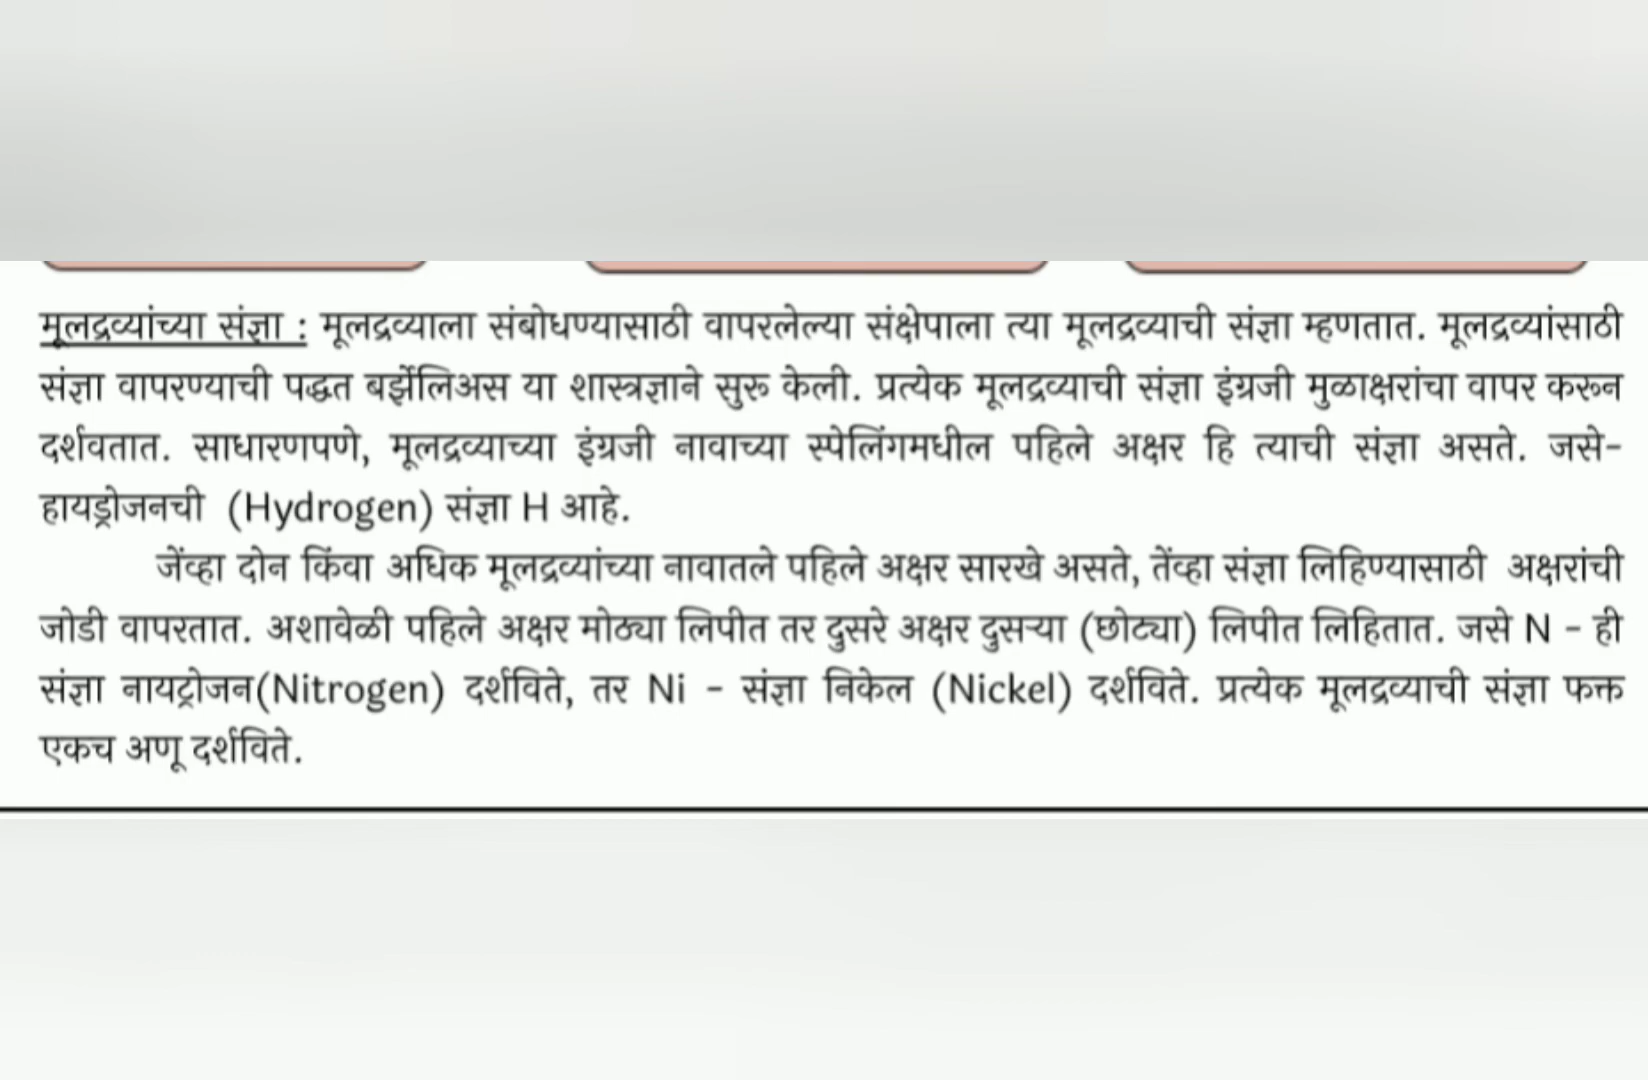 मूलद्रव्यांच्या संज्ञा : मूलद्रव्याला संबोधण्यासाठी वापरलेल्या संक्षेपाला त्या मूलद्रव्याची संज्ञा म्हणतात. मूलद्रव्यांसाठी
संज्ञा वापरण्याची पद्धत बर्झेलिअस या शास्त्रज्ञाने सुरू केली. प्रत्येक मूलद्रव्याची संज्ञा इंग्रजी मुळाक्षरांचा वापर करून
दर्शवतात. साधारणपणे, मूलद्रव्याच्या इंग्रजी नावाच्या स्पेलिंगमधील पहिले अक्षर हि त्याची संज्ञा असते. जसे-
हायड्रोजनची (Hydrogen) संज्ञा H आहे.
जेंव्हा दोन किंवा अधिक मूलद्रव्यांच्या नावातले पहिले अक्षर सारखे असते, तेंव्हा संज्ञा लिहिण्यासाठी अक्षरांची
जोडी वापरतात. अशावेळी पहिले अक्षर मोठ्या लिपीत तर दुसरे अक्षर दुसऱ्या (छोट्या) लिपीत लिहितात. जसे N - ही
संज्ञा नायट्रोजन(Nitrogen) दर्शविते, तर Ni - संज्ञा निकेल (Nickel) दर्शविते. प्रत्येक मूलद्रव्याची संज्ञा फक्त
एकच अणू दर्शविते.